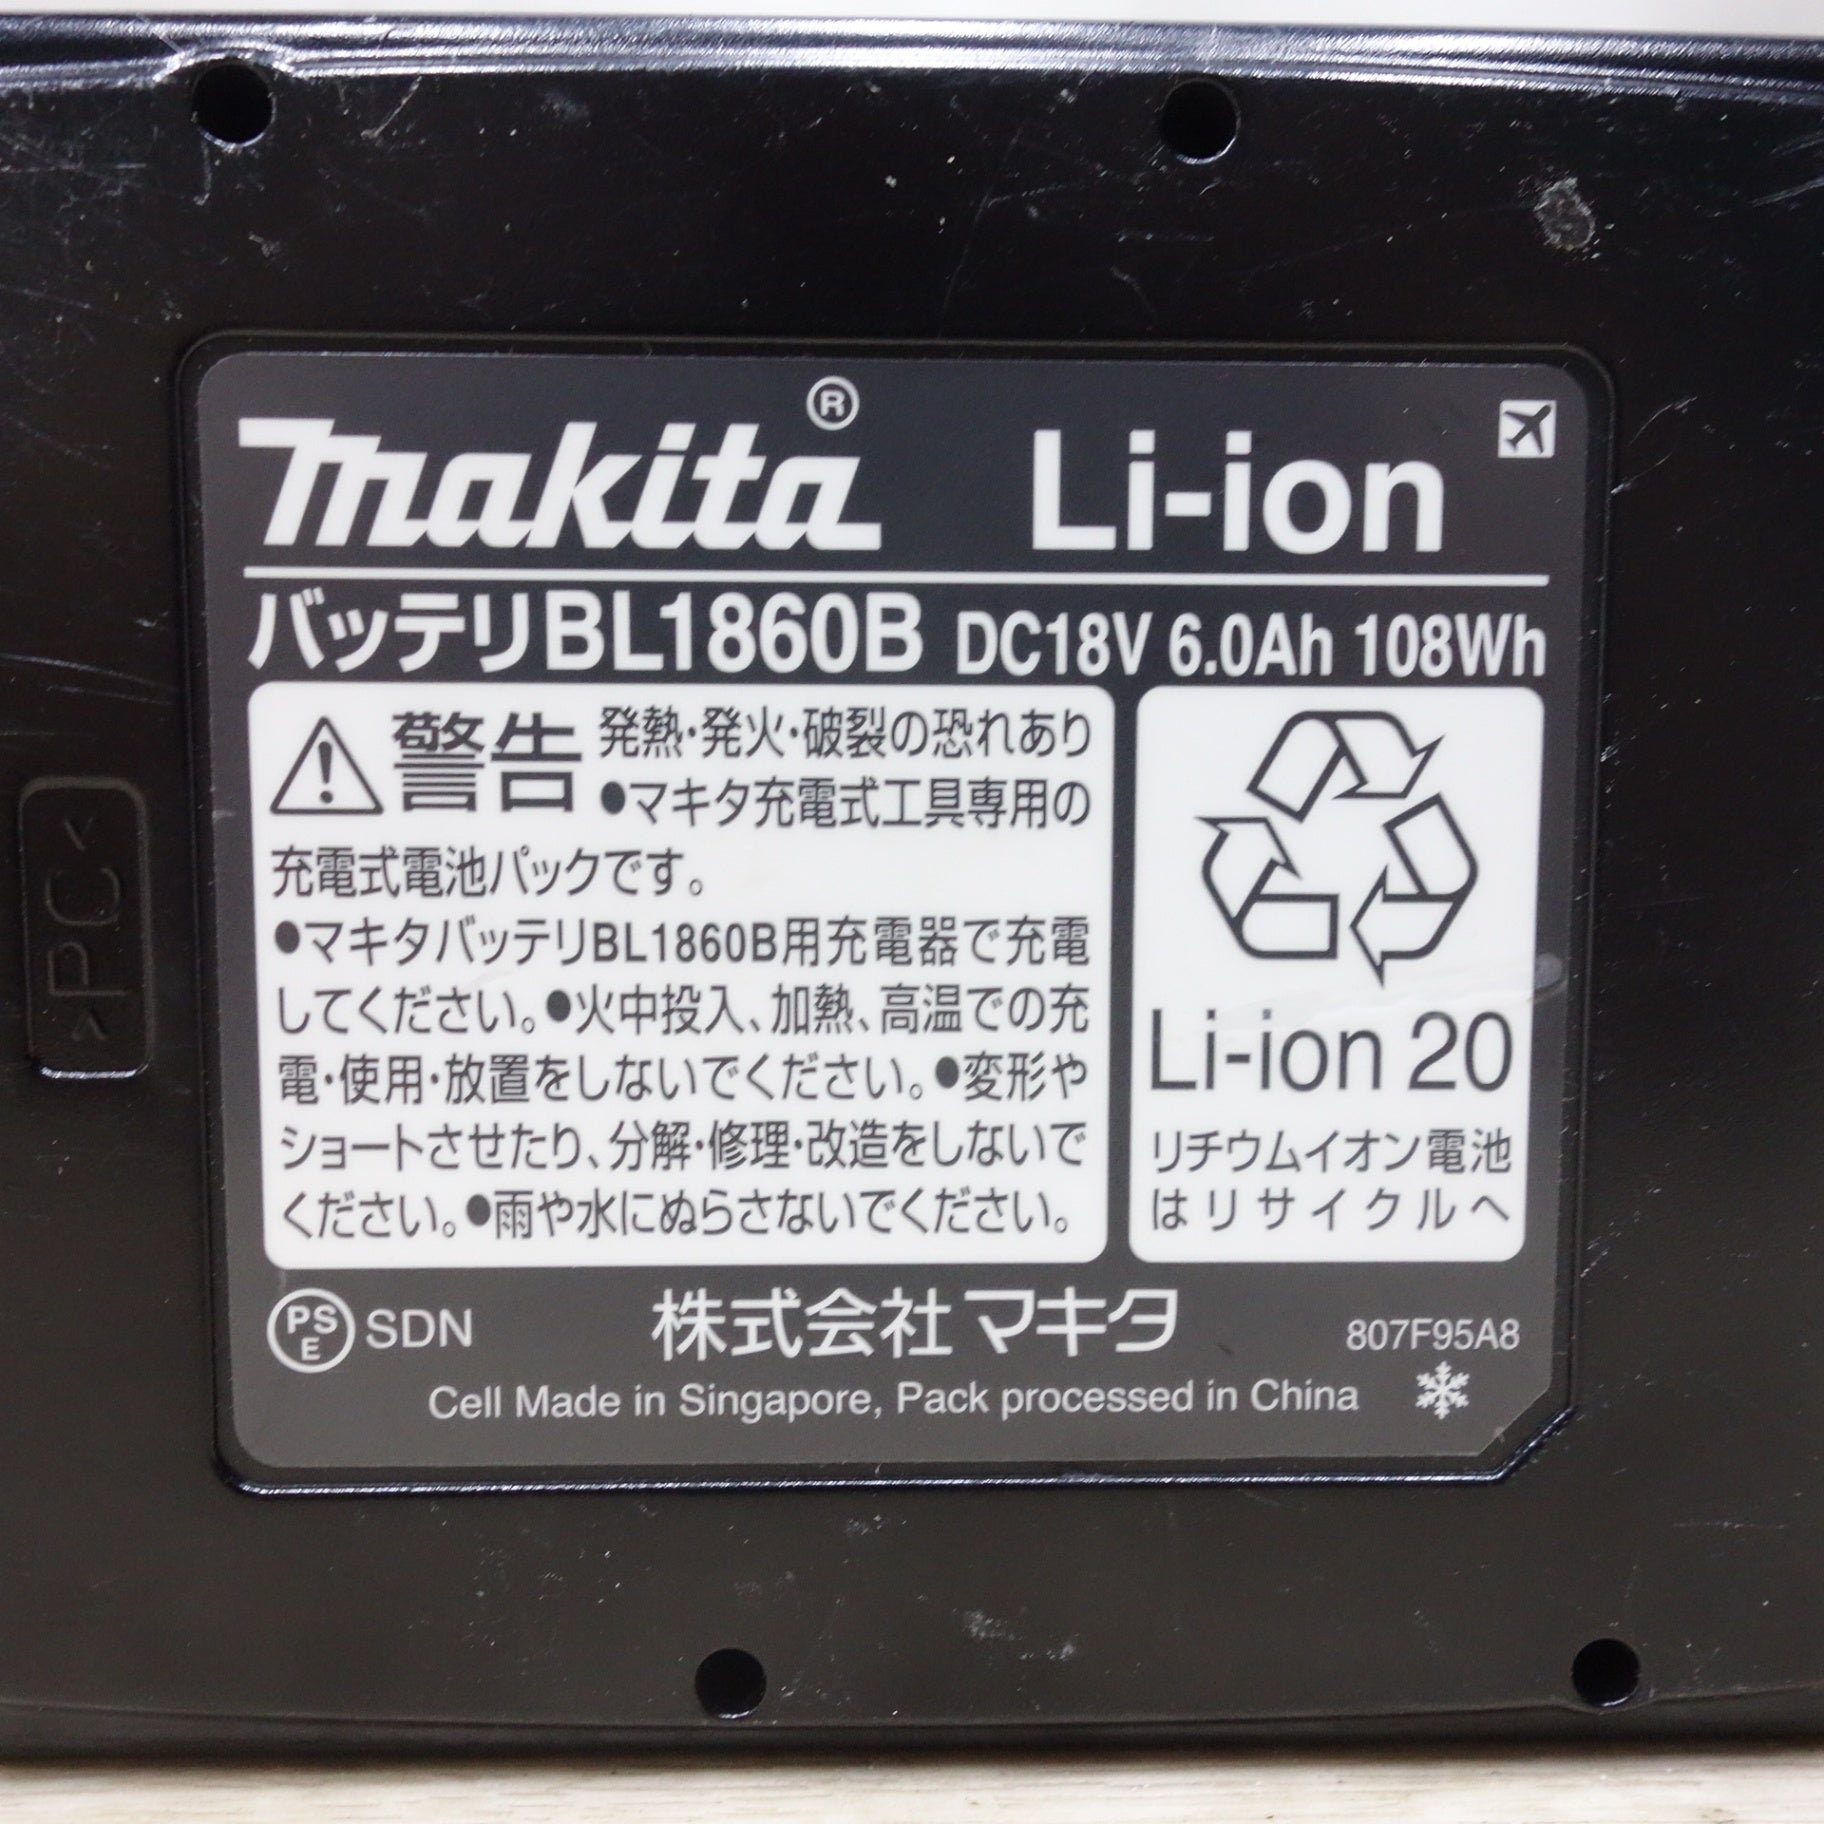 makita® Li-ion
バッテリBL1860B DC18V 6.0Ah 108Wh
警告 発熱・発火・破裂の恐れあり
●マキタ充電式工具専用の
充電式電池パックです。
●マキタバッテリBL1860B用充電器で充電
してください。●火中投入、加熱、高温での充
電・使用・放置をしないでください。●変形や
ショートさせたり、分解・修理・改造をしないで
ください。●雨や水にぬらさないでください。
Li-ion 20
リチウムイオン電池
はリサイクルへ
PS
E
SDN 株式会社マキタ 807F95A8
Cell Made in Singapore, Pack processed in China
>PC<